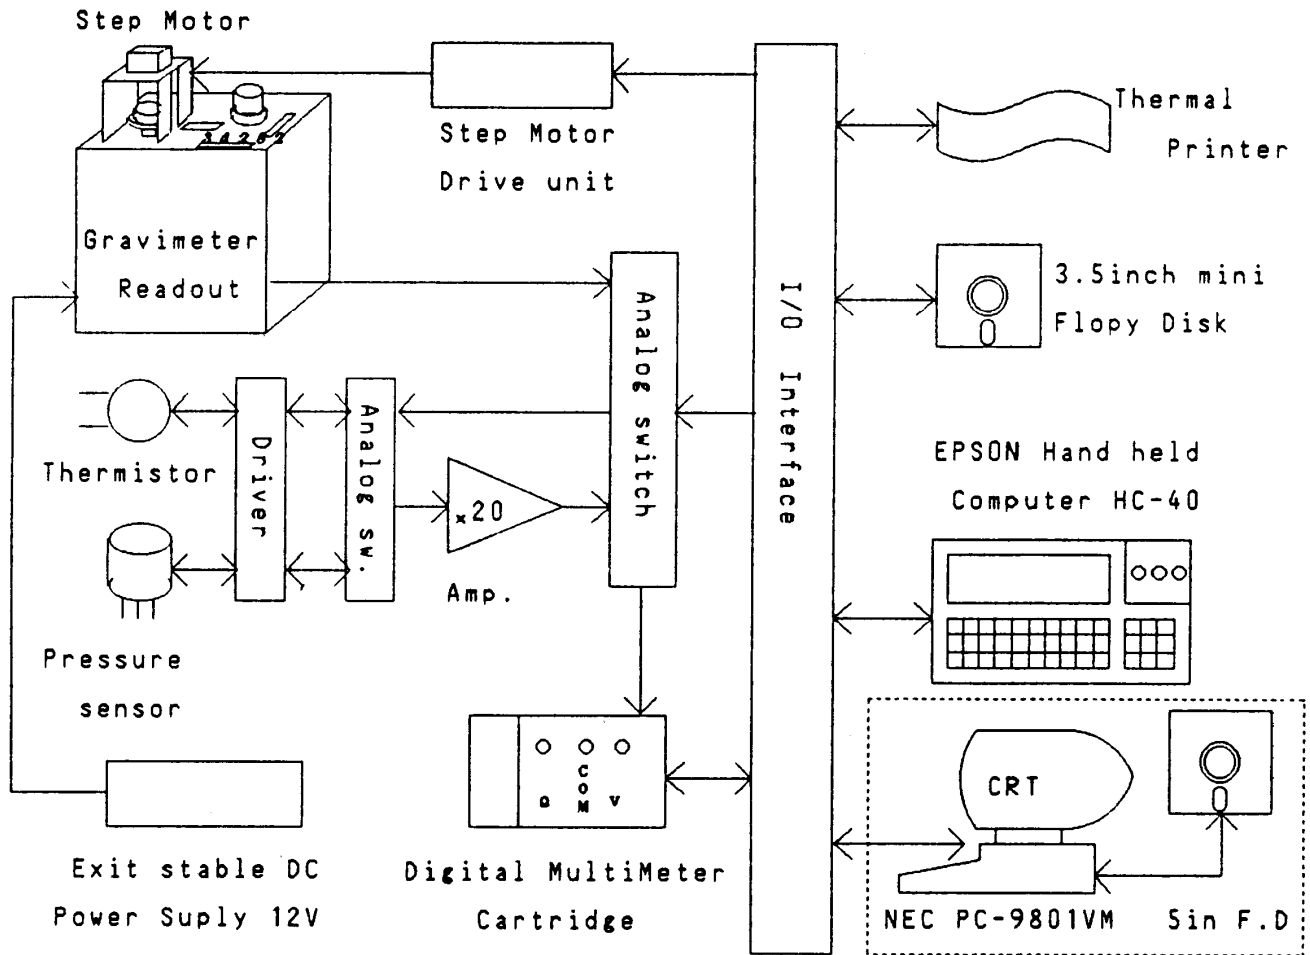 Step Motor
Step Motor
Drive unit
Thermal
Printer
Gravimeter
Readout
3.5inch mini
Flopy Disk
Analog switch
I/O Interface
Thermistor
Driver
Analog sw.
×20
Amp.
EPSON Hand held
Computer HC-40
Pressure
sensor
COM
Ω
V
CRT
Exit stable DC
Power Suply 12V
Digital MultiMeter
Cartridge
NEC PC-9801VM
5in F.D